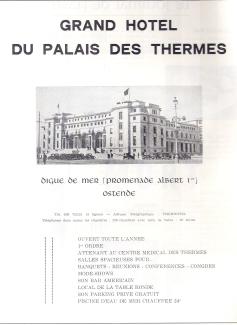 GRAND HOTEL
DU PALAIS DES THERMES
DIGUE DE MER (PROMENADE ALBERT 1er)
OSTENDE
OUVERT TOUTE L'ANNEE
1er ORDRE
ATTENANT AU CENTRE MEDICAL DES THERMES
SALLES SPACIEUSES POUR...
BANQUETS - REUNIONS - CONFERENCES - CONGRES
MODE-SHOWS
SON BAR AMERICAIN
LOCAL DE LA TABLE RONDE
SON PARKING PRIVE GRATUIT
PISCINE D'EAU DE MER CHAUFFEE 24°